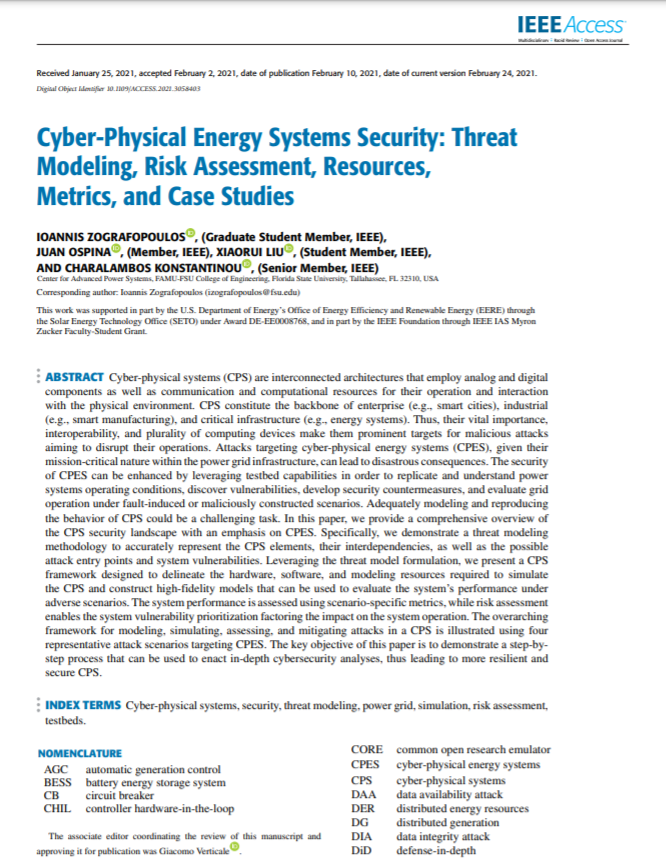 IEEE Access
Multidisciplinary | Rapid Review | Open Access Journal
Received January 25, 2021, accepted February 2, 2021, date of publication February 10, 2021, date of current version February 24, 2021.
Digital Object Identifier 10.1109/ACCESS.2021.3058403
Cyber-Physical Energy Systems Security: Threat
Modeling, Risk Assessment, Resources,
Metrics, and Case Studies
IOANNIS ZOGRAFOPOULOS, (Graduate Student Member, IEEE),
JUAN OSPINA, (Member, IEEE), XIAORUI LIU, (Student Member, IEEE),
AND CHARALAMBOS KONSTANTINOU, (Senior Member, IEEE)
Center for Advanced Power Systems, FAMU-FSU College of Engineering, Florida State University, Tallahassee, FL 32310, USA
Corresponding author: Ioannis Zografopoulos (izografopoulos@fsu.edu)
This work was supported in part by the U.S. Department of Energy's Office of Energy Efficiency and Renewable Energy (EERE) through
the Solar Energy Technology Office (SETO) under Award DE-EE0008768, and in part by the IEEE Foundation through IEEE IAS Myron
Zucker Faculty-Student Grant.
ABSTRACT Cyber-physical systems (CPS) are interconnected architectures that employ analog and digital
components as well as communication and computational resources for their operation and interaction
with the physical environment. CPS constitute the backbone of enterprise (e.g., smart cities), industrial
(e.g., smart manufacturing), and critical infrastructure (e.g., energy systems). Thus, their vital importance,
interoperability, and plurality of computing devices make them prominent targets for malicious attacks
aiming to disrupt their operations. Attacks targeting cyber-physical energy systems (CPES), given their
mission-critical nature within the power grid infrastructure, can lead to disastrous consequences. The security
of CPES can be enhanced by leveraging testbed capabilities in order to replicate and understand power
systems operating conditions, discover vulnerabilities, develop security countermeasures, and evaluate grid
operation under fault-induced or maliciously constructed scenarios. Adequately modeling and reproducing
the behavior of CPS could be a challenging task. In this paper, we provide a comprehensive overview of
the CPS security landscape with an emphasis on CPES. Specifically, we demonstrate a threat modeling
methodology to accurately represent the CPS elements, their interdependencies, as well as the possible
attack entry points and system vulnerabilities. Leveraging the threat model formulation, we present a CPS
framework designed to delineate the hardware, software, and modeling resources required to simulate
the CPS and construct high-fidelity models that can be used to evaluate the system's performance under
adverse scenarios. The system performance is assessed using scenario-specific metrics, while risk assessment
enables the system vulnerability prioritization factoring the impact on the system operation. The overarching
framework for modeling, simulating, assessing, and mitigating attacks in a CPS is illustrated using four
representative attack scenarios targeting CPES. The key objective of this paper is to demonstrate a step-by-
step process that can be used to enact in-depth cybersecurity analyses, thus leading to more resilient and
secure CPS.
INDEX TERMS Cyber-physical systems, security, threat modeling, power grid, simulation, risk assessment,
testbeds.
NOMENCLATURE
AGC automatic generation control
BESS battery energy storage system
CB circuit breaker
CHIL controller hardware-in-the-loop
The associate editor coordinating the review of this manuscript and
approving it for publication was Giacomo Verticale.
CORE common open research emulator
CPES cyber-physical energy systems
CPS cyber-physical systems
DAA data availability attack
DER distributed energy resources
DG distributed generation
DIA data integrity attack
DiD defense-in-depth